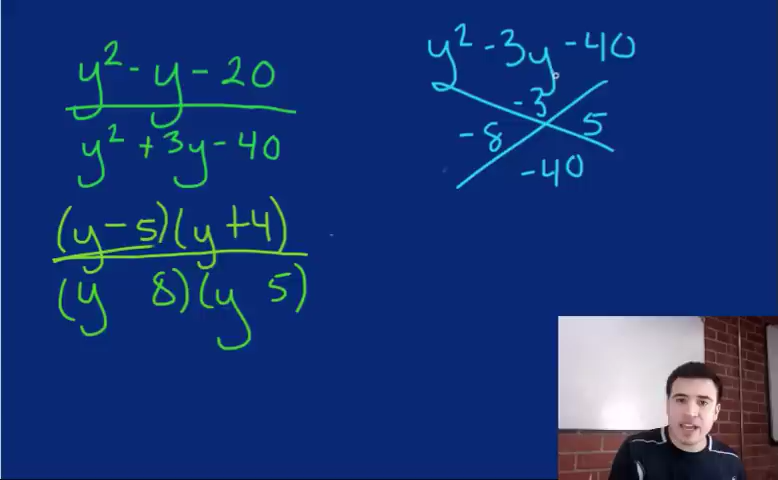 y² - y - 20
y² + 3y - 40
(y - 5)(y + 4)
(y 8)(y 5)
y² - 3y - 40
-3
-8 5
-40